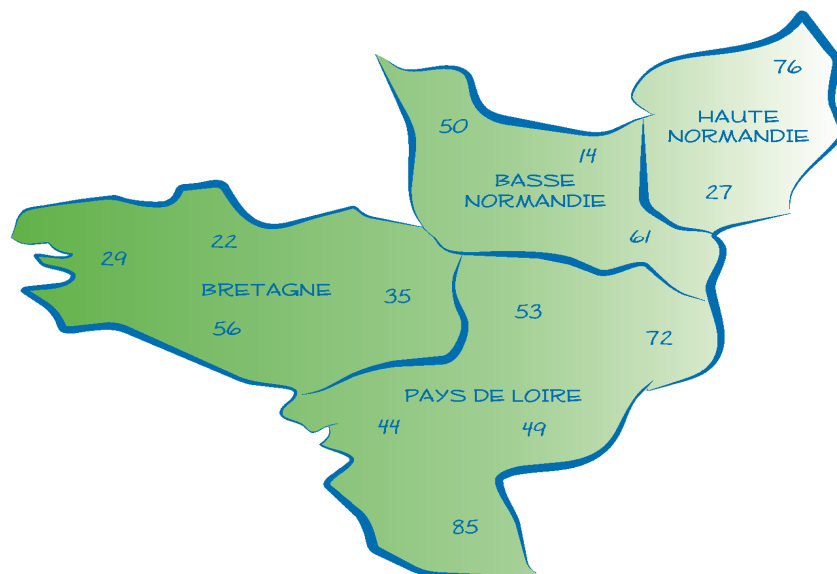 76
50
HAUTE
NORMANDIE
14
BASSE
NORMANDIE
27
61
22
29
BRETAGNE
35
56
53
72
PAYS DE LOIRE
44
49
85